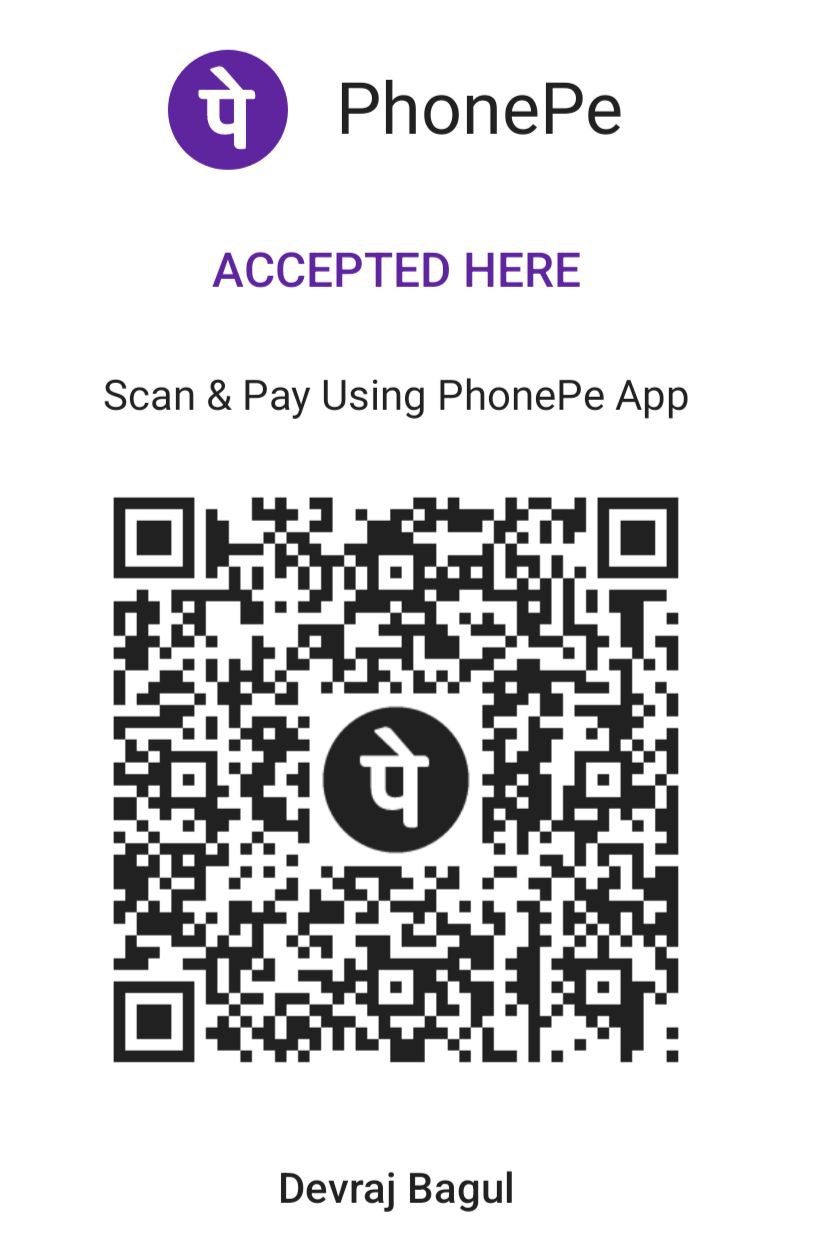 पे PhonePe
ACCEPTED HERE
Scan & Pay Using PhonePe App
पे
Devraj Bagul